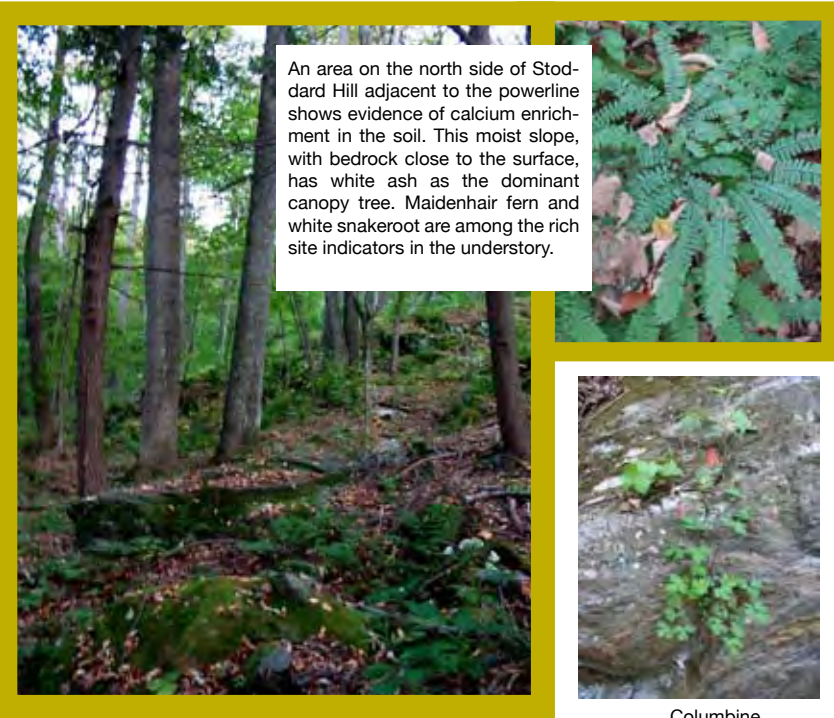 An area on the north side of Stod-
dard Hill adjacent to the powerline
shows evidence of calcium enrich-
ment in the soil. This moist slope,
with bedrock close to the surface,
has white ash as the dominant
canopy tree. Maidenhair fern and
white snakeroot are among the rich
site indicators in the understory.
Columbine